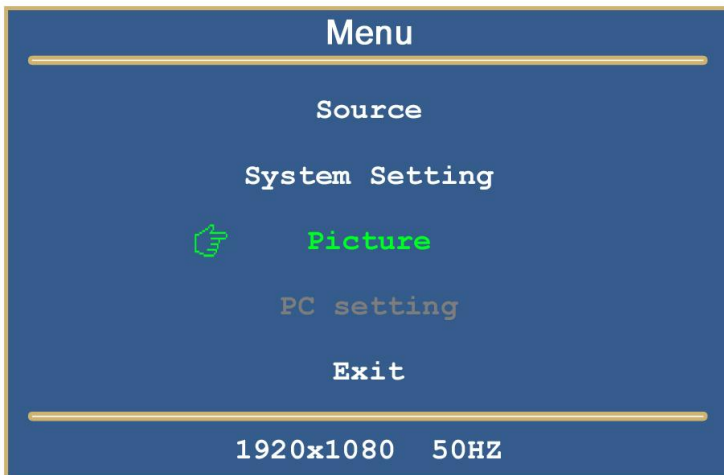 Menu
Source
System Setting
Picture
PC setting
Exit
1920x1080 50HZ